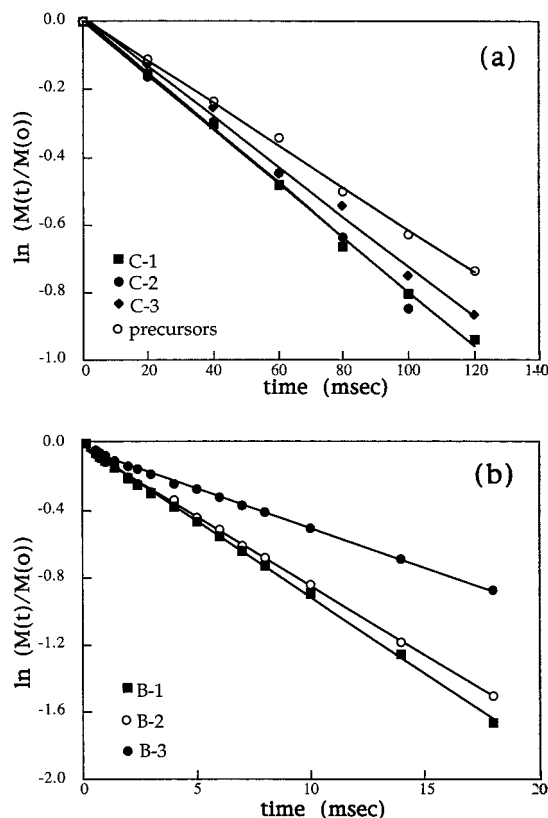 (a)
ln (M(t)/M(o))
0.0
-0.2
-0.4
-0.6
-0.8
-1.0
C-1
C-2
C-3
precursors
0 20 40 60 80 100 120 140
time (msec)
(b)
ln (M(t)/M(o))
0.0
-0.4
-0.8
-1.2
-1.6
-2.0
B-1
B-2
B-3
0 5 10 15 20
time (msec)